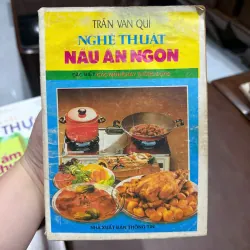 TRẦN VĂN QUÍ
NGHỆ THUẬT
NẤU ĂN NGON
NHÀ XUẤT BẢN THÔNG TIN